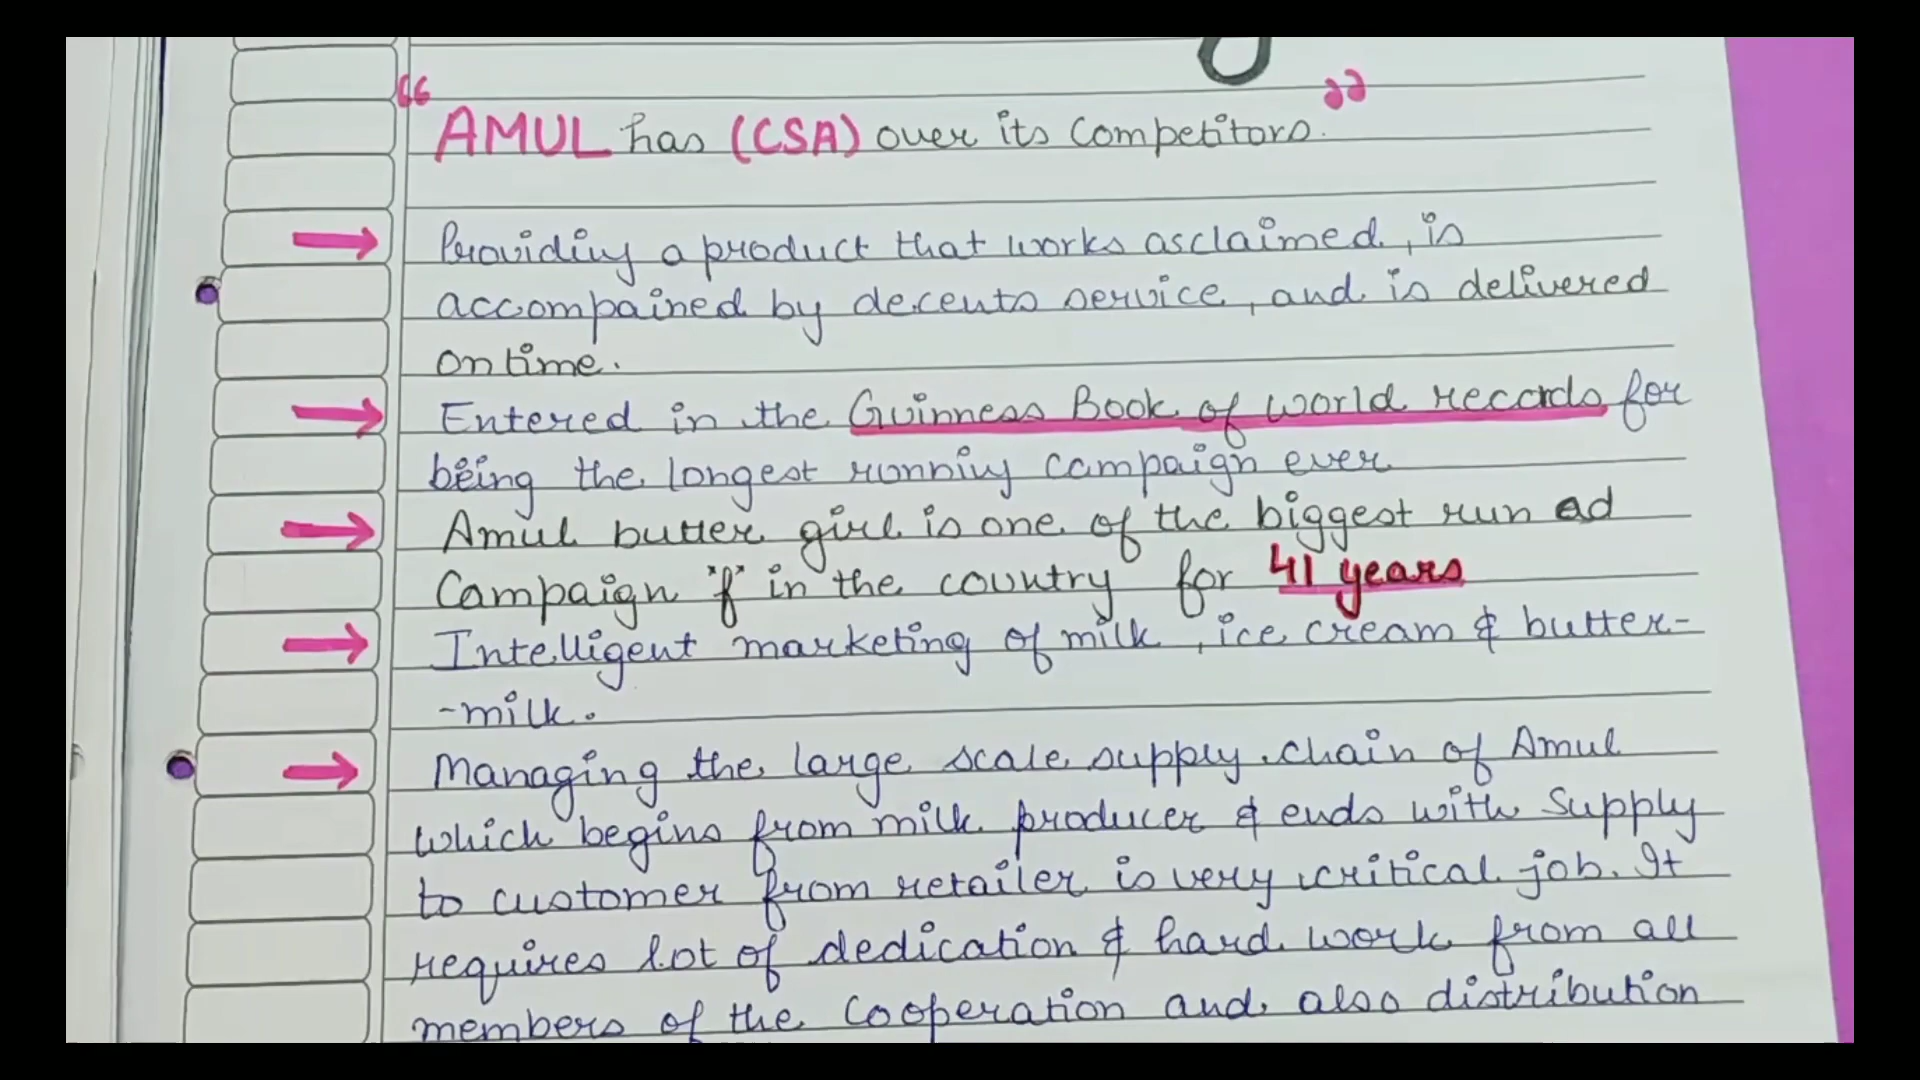 “AMUL has (CSA) over its competitors.”
Providing a product that works asclaimed, is
accompained by decents service, and is delivered
on time.
Entered in the Guinness Book of world records for
being the longest running campaign ever
Amul butter girl is one of the biggest run ad
Campaign "f" in the country for 41 years
Intelligent marketing of milk, ice cream & butter-
-milk.
Managing the large scale supply chain of Amul
which begins from milk producer & ends with supply
to customer from retailer is very critical job. It
requires lot of dedication & hard work from all
members of the cooperation and also distribution